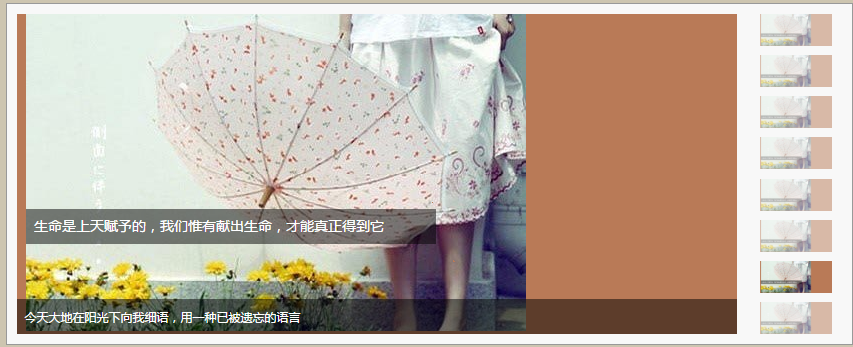 生命是上天赋予的，我们惟有献出生命，才能真正得到它
今天大地在阳光下向我细语，用一种已被遗忘的语言